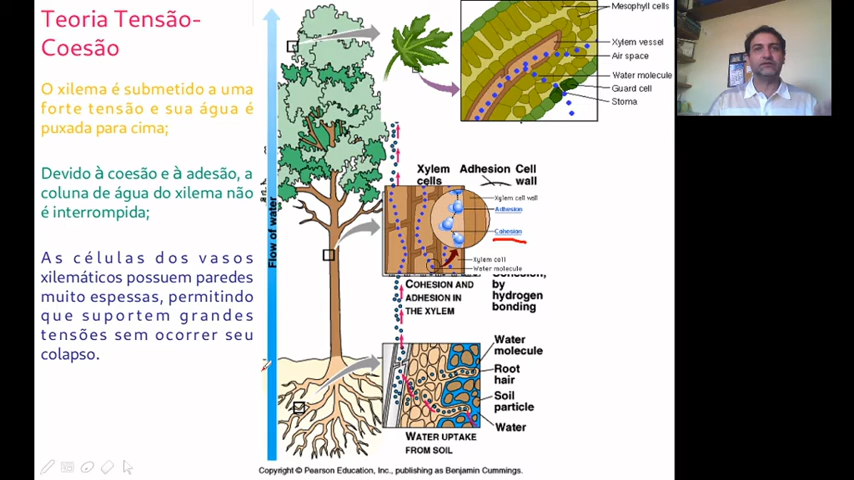 Teoria Tensão-
Coesão
O xilema é submetido a uma
forte tensão e sua água é
puxada para cima;
Devido à coesão e à adesão, a
coluna de água do xilema não
é interrompida;
As células dos vasos
xilemáticos possuem paredes
muito espessas, permitindo
que suportem grandes
tensões sem ocorrer seu
colapso.
Flow of water
Mesophyll cells
Xylem vessel
Air space
Water molecule
Guard cell
Stoma
Xylem
cells
Adhesion Cell
wall
Xylem cell wall
Adhesion
Cohesion
Xylem cell
Water molecule
COHESION AND
ADHESION IN
THE XYLEM
by
hydrogen
bonding
Water
molecule
Root
hair
Soil
particle
Water
WATER UPTAKE
FROM SOIL
Copyright © Pearson Education, Inc., publishing as Benjamin Cummings.